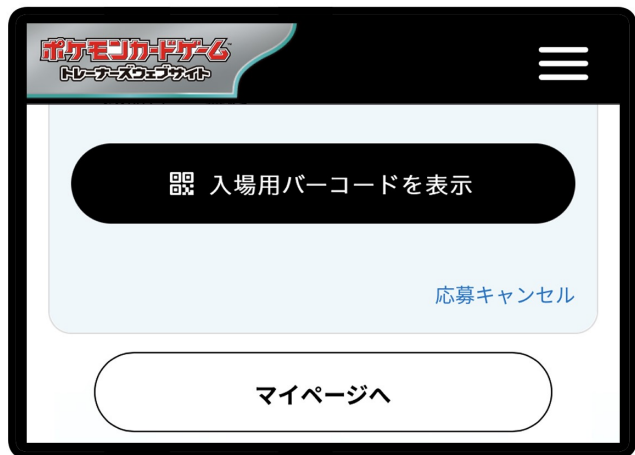 ポケモンカードゲーム
トレーナーズウェブサイト
入場用バーコードを表示
応募キャンセル
マイページへ